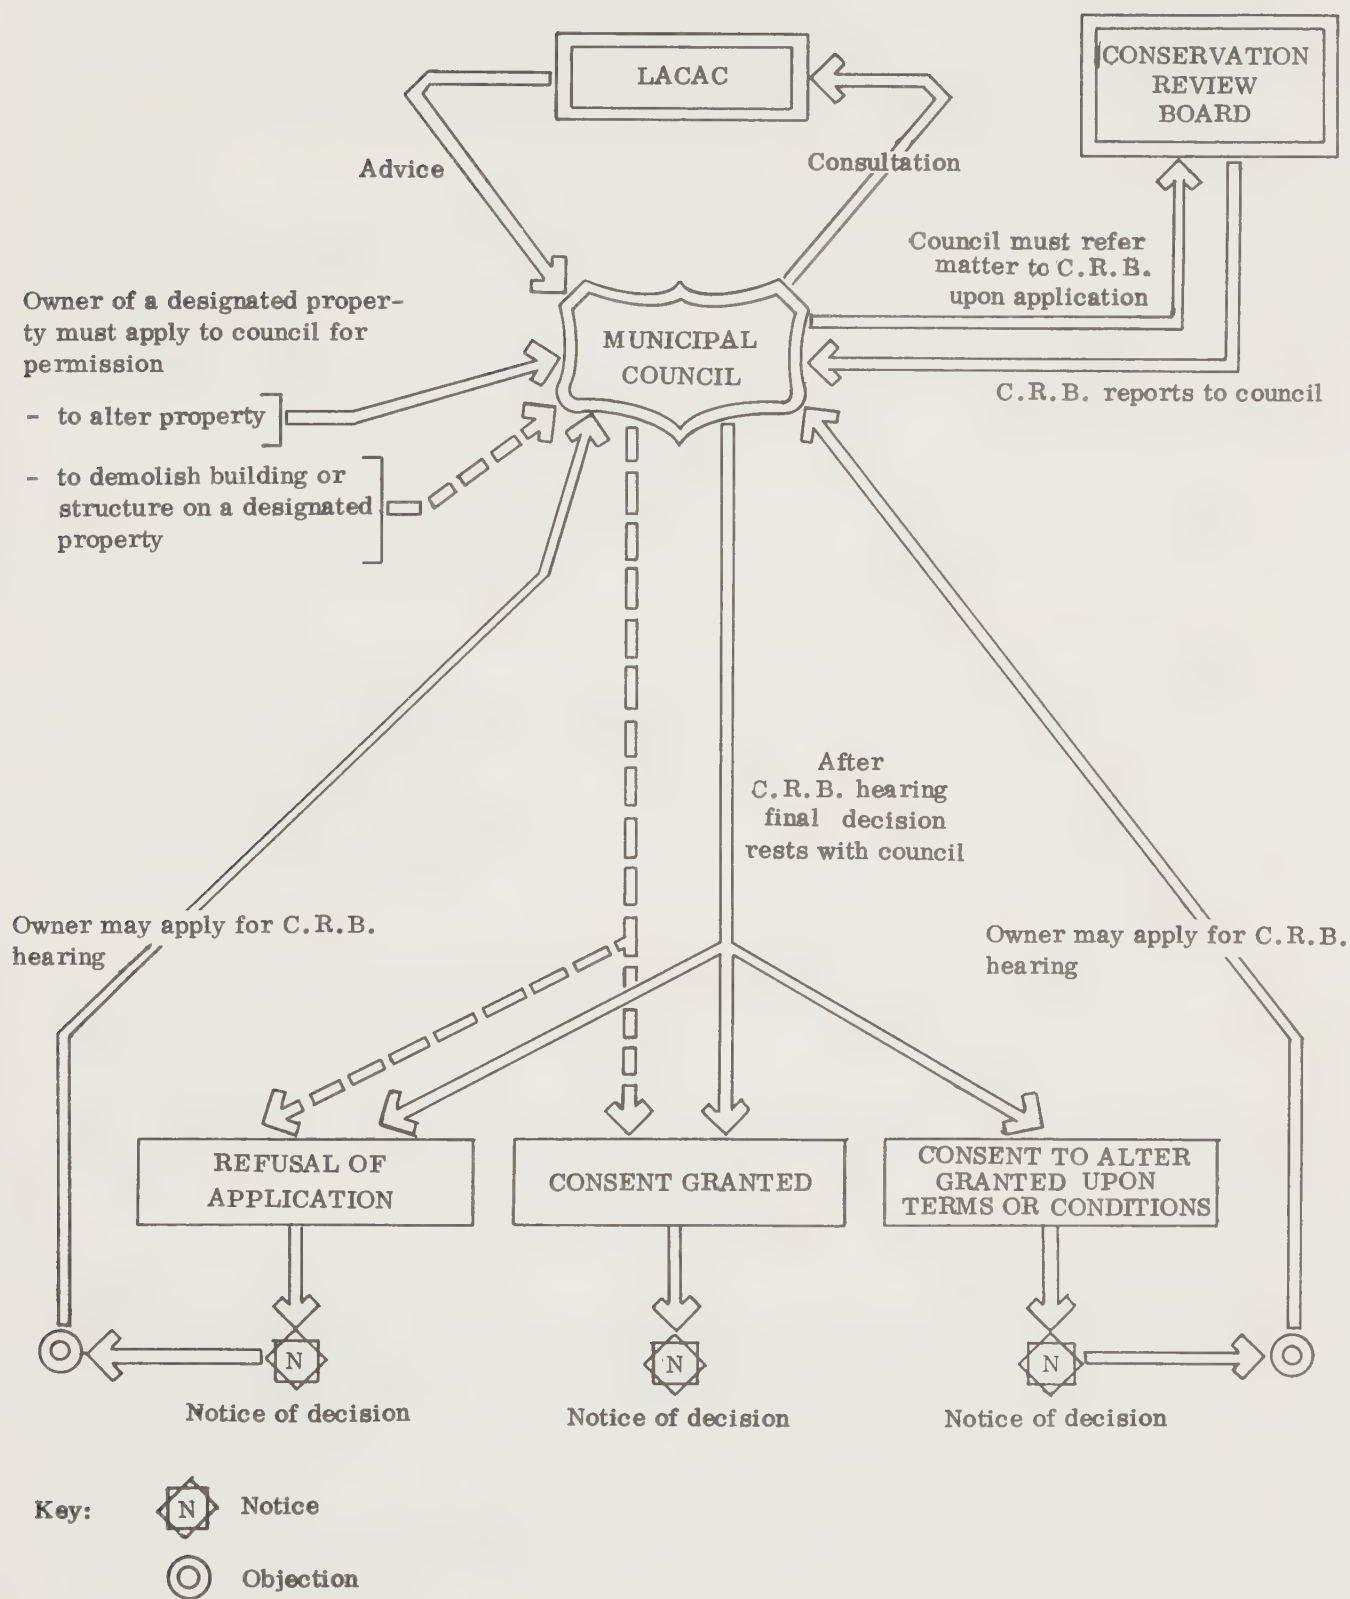 LACAC
CONSERVATION
REVIEW
BOARD
Advice
Consultation
Council must refer
matter to C.R.B.
upon application
Owner of a designated proper-
ty must apply to council for
permission
- to alter property
- to demolish building or
structure on a designated
property
MUNICIPAL
COUNCIL
C.R.B. reports to council
After
C.R.B. hearing
final decision
rests with council
Owner may apply for C.R.B.
hearing
Owner may apply for C.R.B.
hearing
REFUSAL OF
APPLICATION
CONSENT GRANTED
CONSENT TO ALTER
GRANTED UPON
TERMS OR CONDITIONS
N
N
N
Notice of decision
Notice of decision
Notice of decision
Key:
N Notice
Objection